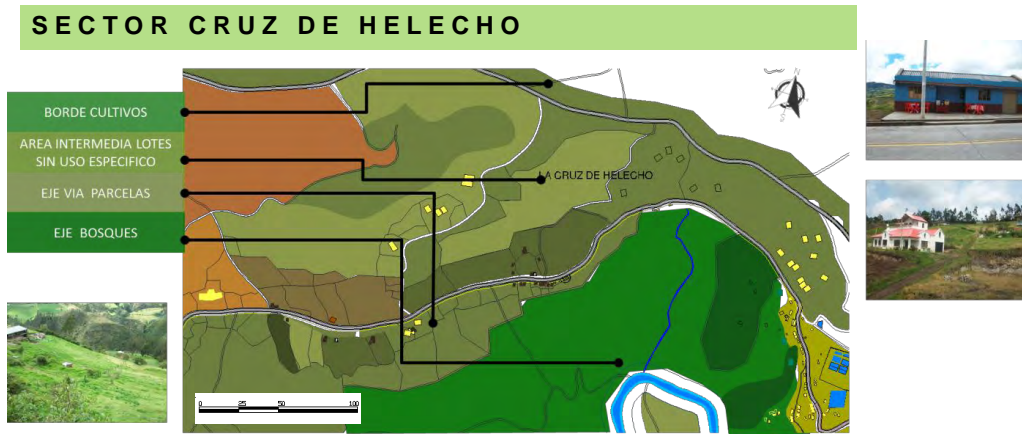 SECTOR CRUZ DE HELECHO
BORDE CULTIVOS
AREA INTERMEDIA LOTES
SIN USO ESPECIFICO
EJE VIA PARCELAS
EJE BOSQUES
LA CRUZ DE HELECHO
0 25 50 100